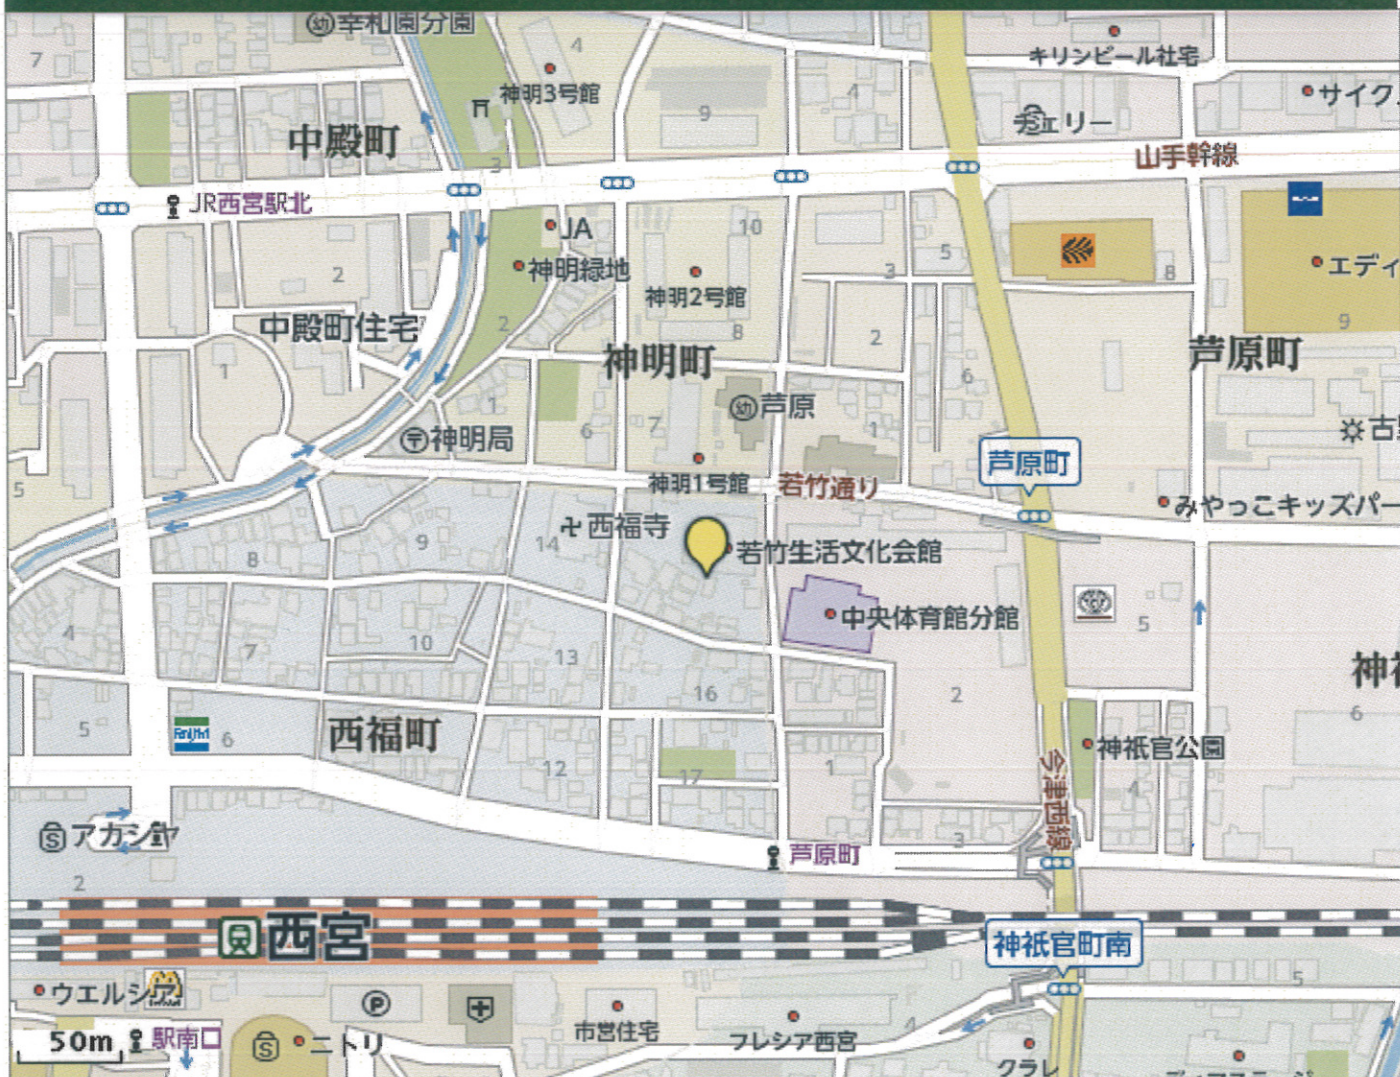 幼 幸和園分園
7
4
神明3号館
キリンビール社宅
中殿町
9
4
チェリー
サイク
3
山手幹線
JR西宮駅北
JA
10
神明緑地
2
神明2号館
3
5
8
エディ
中殿町住宅
2
8
2
9
神明町
芦原町
1
6
1
幼 芦原
〒 神明局
6
7
1
芦原町
5
神明1号館
若竹通り
みやっこキッズパー
卍 西福寺
8
9
14
若竹生活文化会館
中央体育館分館
4
7
10
13
5
2
16
神祇官公園
6
5
6
西福町
12
17
1
4
今津西線
S アカシヤ
3
芦原町
2
西宮
神祇官町南
5
ウエルシア
P
市営住宅
フレシア西宮
4
50m
駅南口
S
ニトリ
クラレ